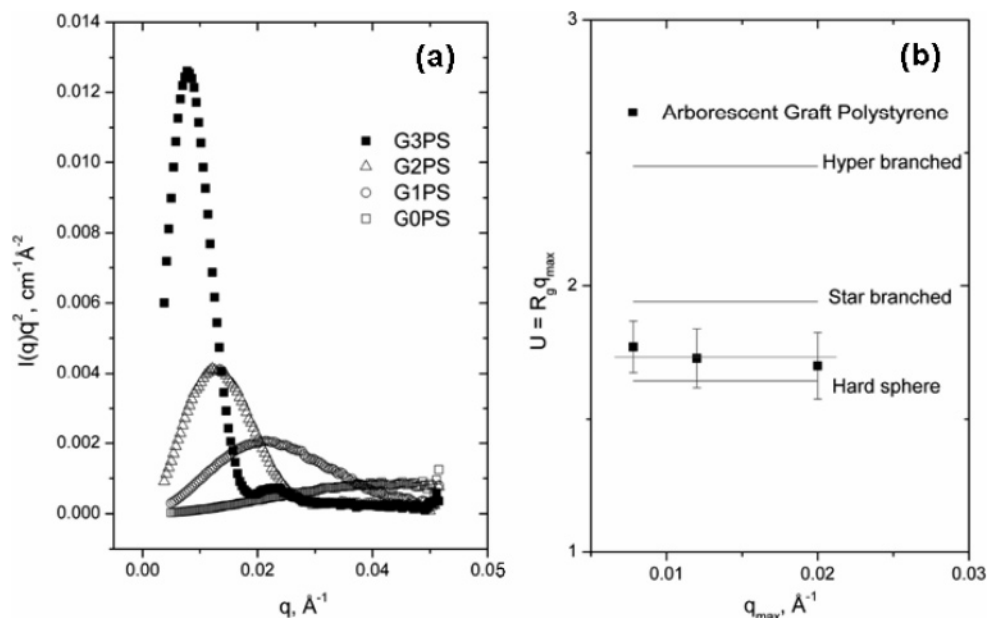 0.014
0.012
0.010
0.008
0.006
0.004
0.002
0.000
I(q)q², cm⁻¹Å⁻²
(a)
G3PS
G2PS
G1PS
G0PS
0.00 0.02 0.04 0.05
q, Å⁻¹
3
2
1
U = R_g q_max
(b)
Arborescent Graft Polystyrene
Hyper branched
Star branched
Hard sphere
0.01 0.02 0.03
q_max, Å⁻¹